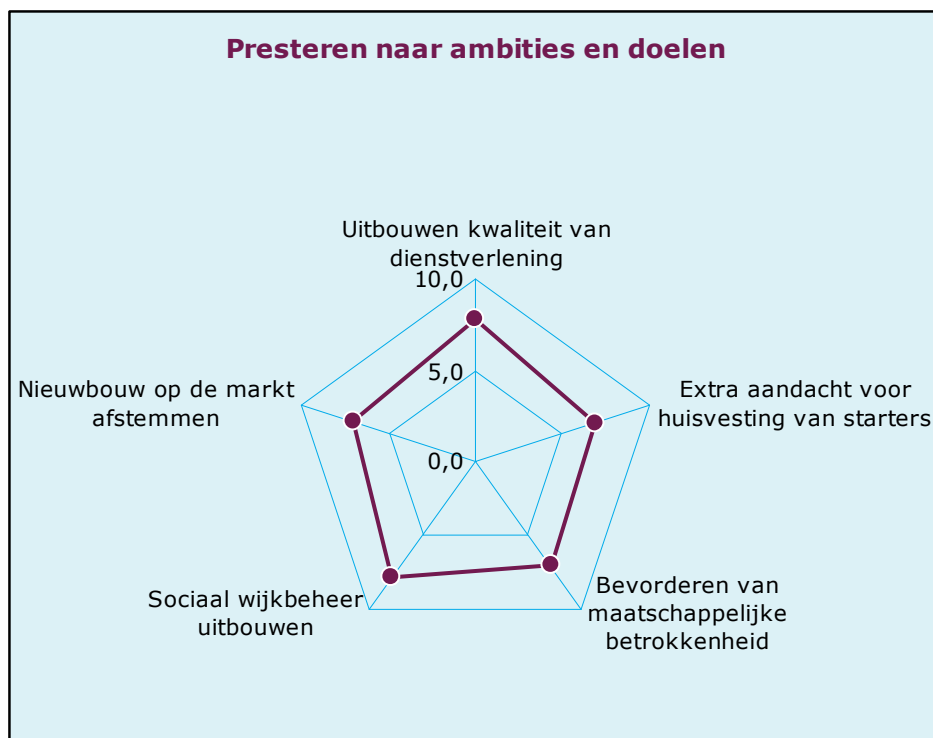 Presteren naar ambities en doelen
Uitbouwen kwaliteit van
dienstverlening
10,0
5,0
0,0
Extra aandacht voor
huisvesting van starters
Bevorderen van
maatschappelijke
betrokkenheid
Sociaal wijkbeheer
uitbouwen
Nieuwbouw op de markt
afstemmen